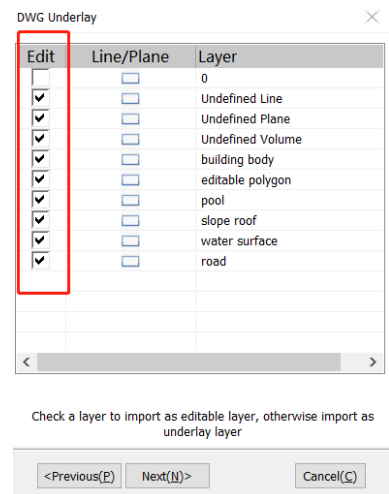 DWG Underlay
Edit Line/Plane Layer
0
Undefined Line
Undefined Plane
Undefined Volume
building body
editable polygon
pool
slope roof
water surface
road
Check a layer to import as editable layer, otherwise import as
underlay layer
<Previous(P) Next(N)> Cancel(C)